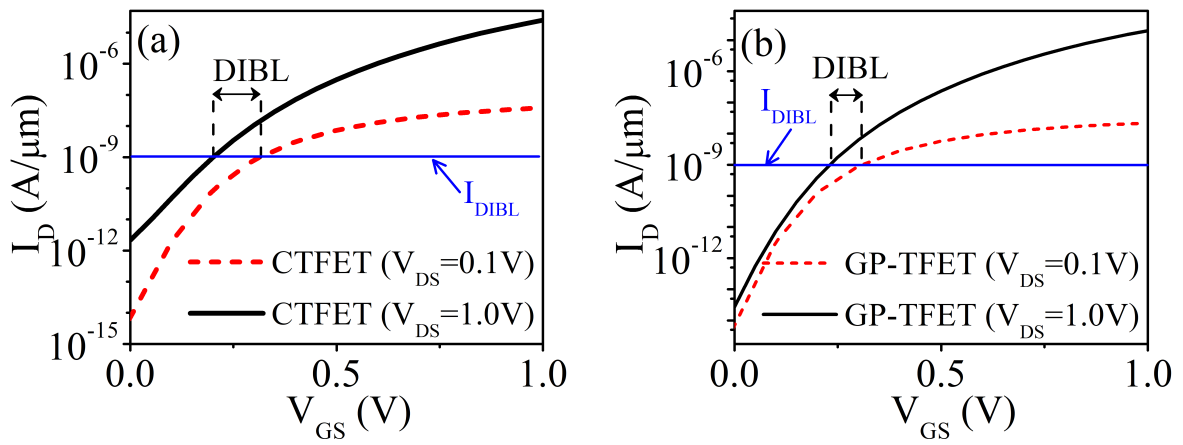 (a)
DIBL
I_D (A/μm)
10^-6
10^-9
10^-12
10^-15
I_DIBL
CTFET (V_DS=0.1V)
CTFET (V_DS=1.0V)
0.0 0.5 1.0
V_GS (V)
(b)
DIBL
I_DIBL
I_D (A/μm)
10^-6
10^-9
10^-12
GP-TFET (V_DS=0.1V)
GP-TFET (V_DS=1.0V)
0.0 0.5 1.0
V_GS (V)